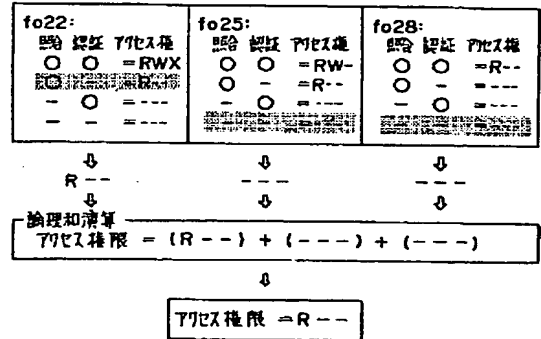 fo22:
照合 認証 アクセス権
○ ○ =RWX
○ - =R--
- ○ =---
- - =---
fo25:
照合 認証 アクセス権
○ ○ =RW-
○ - =R--
- ○ =---
fo28:
照合 認証 アクセス権
○ ○ =R--
○ - =---
- ○ =---
⇩ ⇩ ⇩
R-- --- ---
⇩ ⇩ ⇩
論理和演算
アクセス権限 = (R--) + (---) + (---)
⇩
アクセス権限 =R--